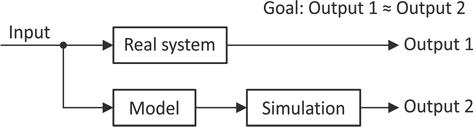 Goal: Output 1 ≈ Output 2
Input
Real system
Output 1
Model
Simulation
Output 2